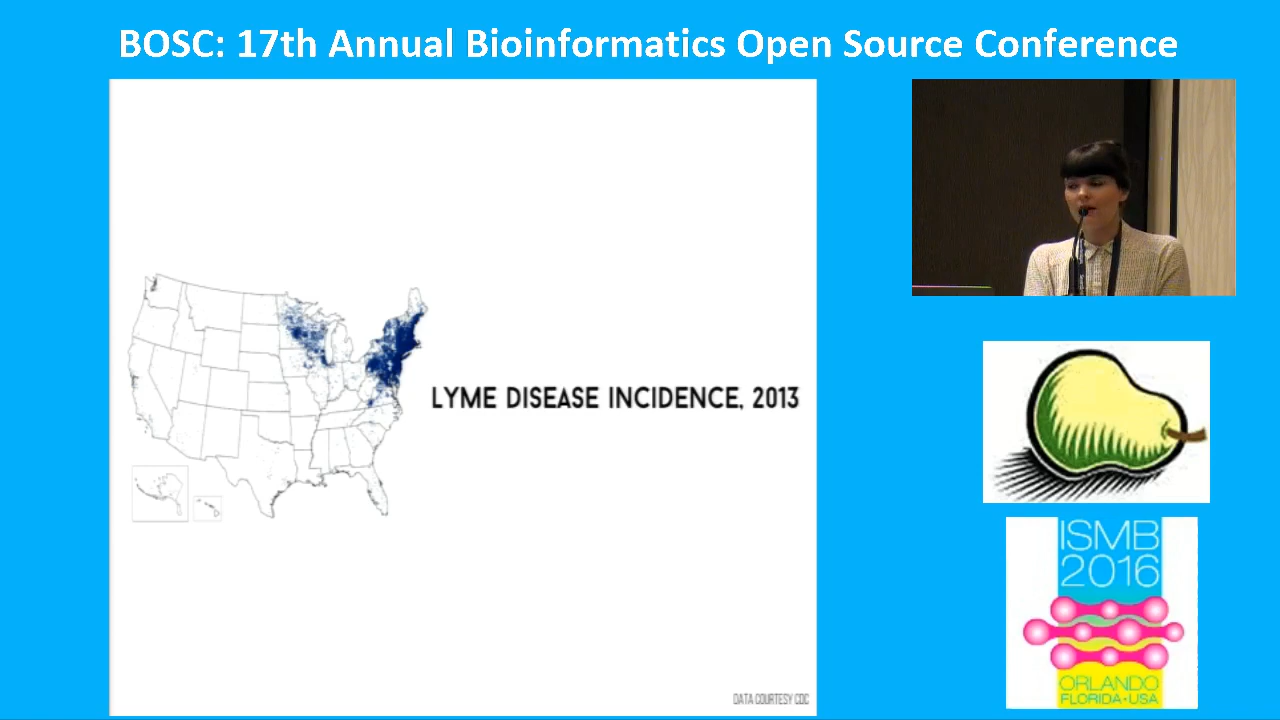 BOSC: 17th Annual Bioinformatics Open Source Conference
LYME DISEASE INCIDENCE, 2013
DATA COURTESY CDC
ISMB
2016
ORLANDO
FLORIDA•USA